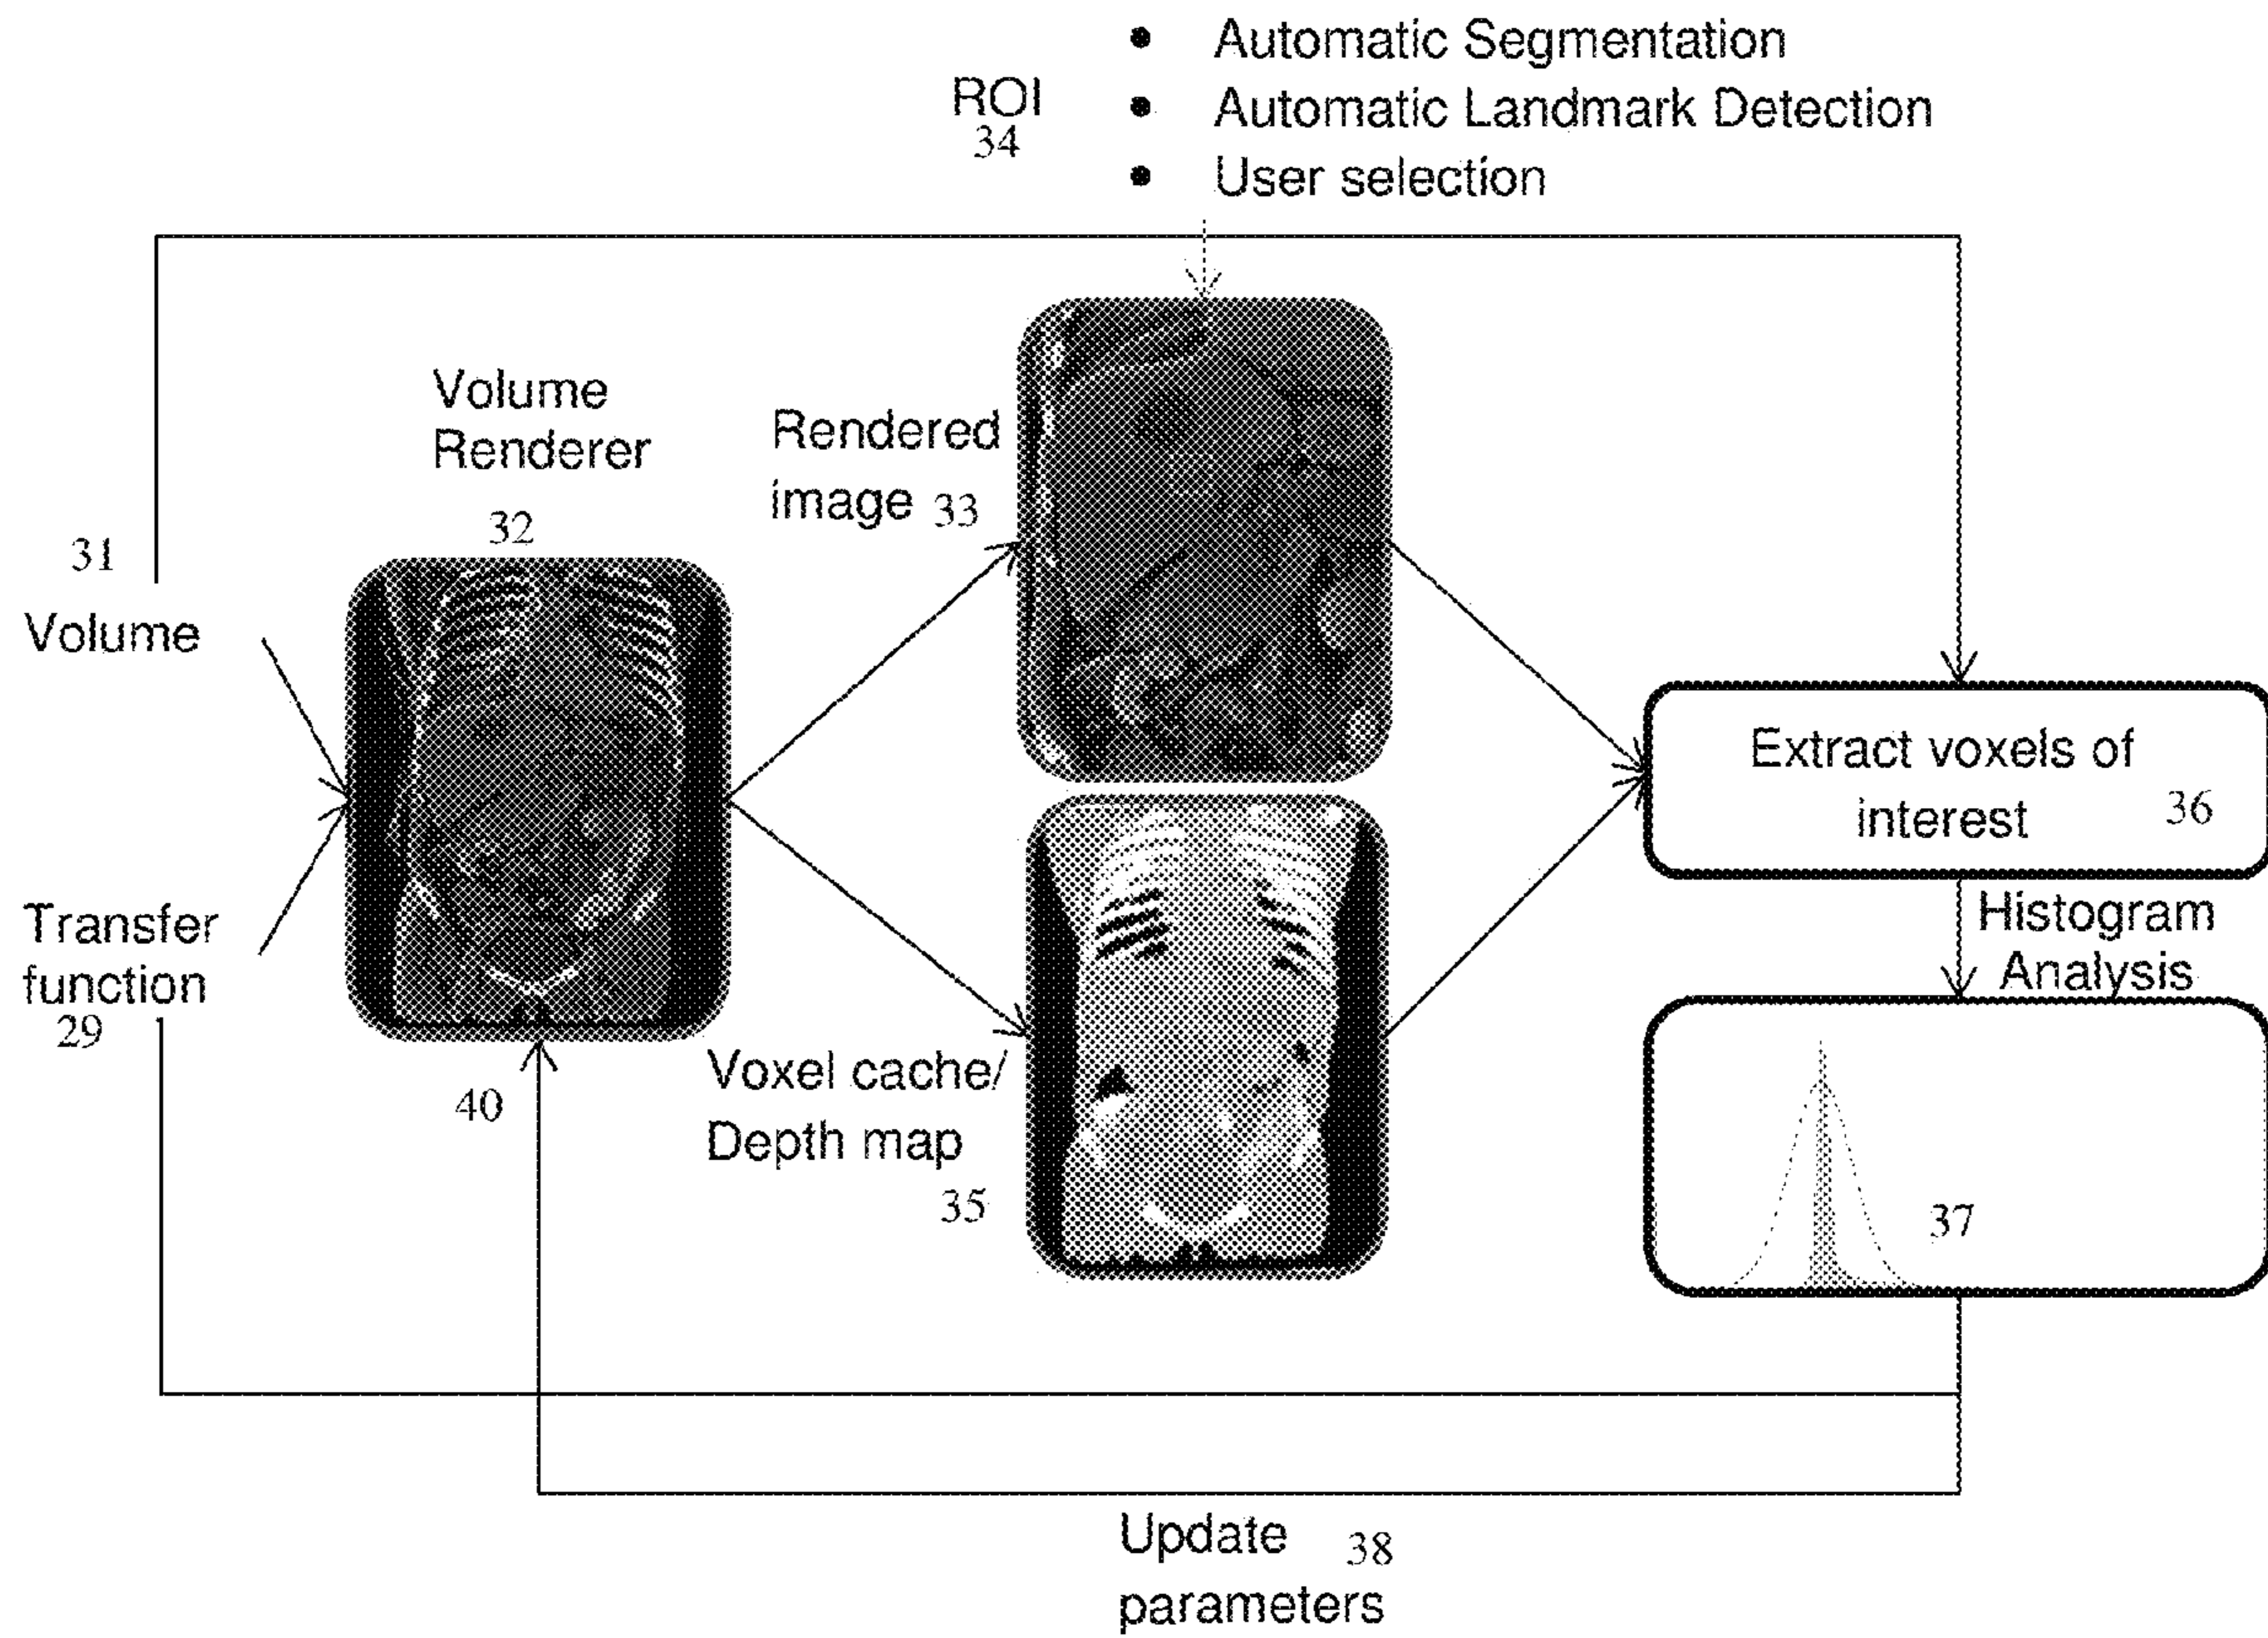 • Automatic Segmentation
ROI
34
• Automatic Landmark Detection
• User selection
Volume
Renderer
32
Rendered
image 33
31
Volume
Extract voxels of
interest 36
Transfer
function
29
Histogram
Analysis
40
Voxel cache/
Depth map
35
37
Update 38
parameters